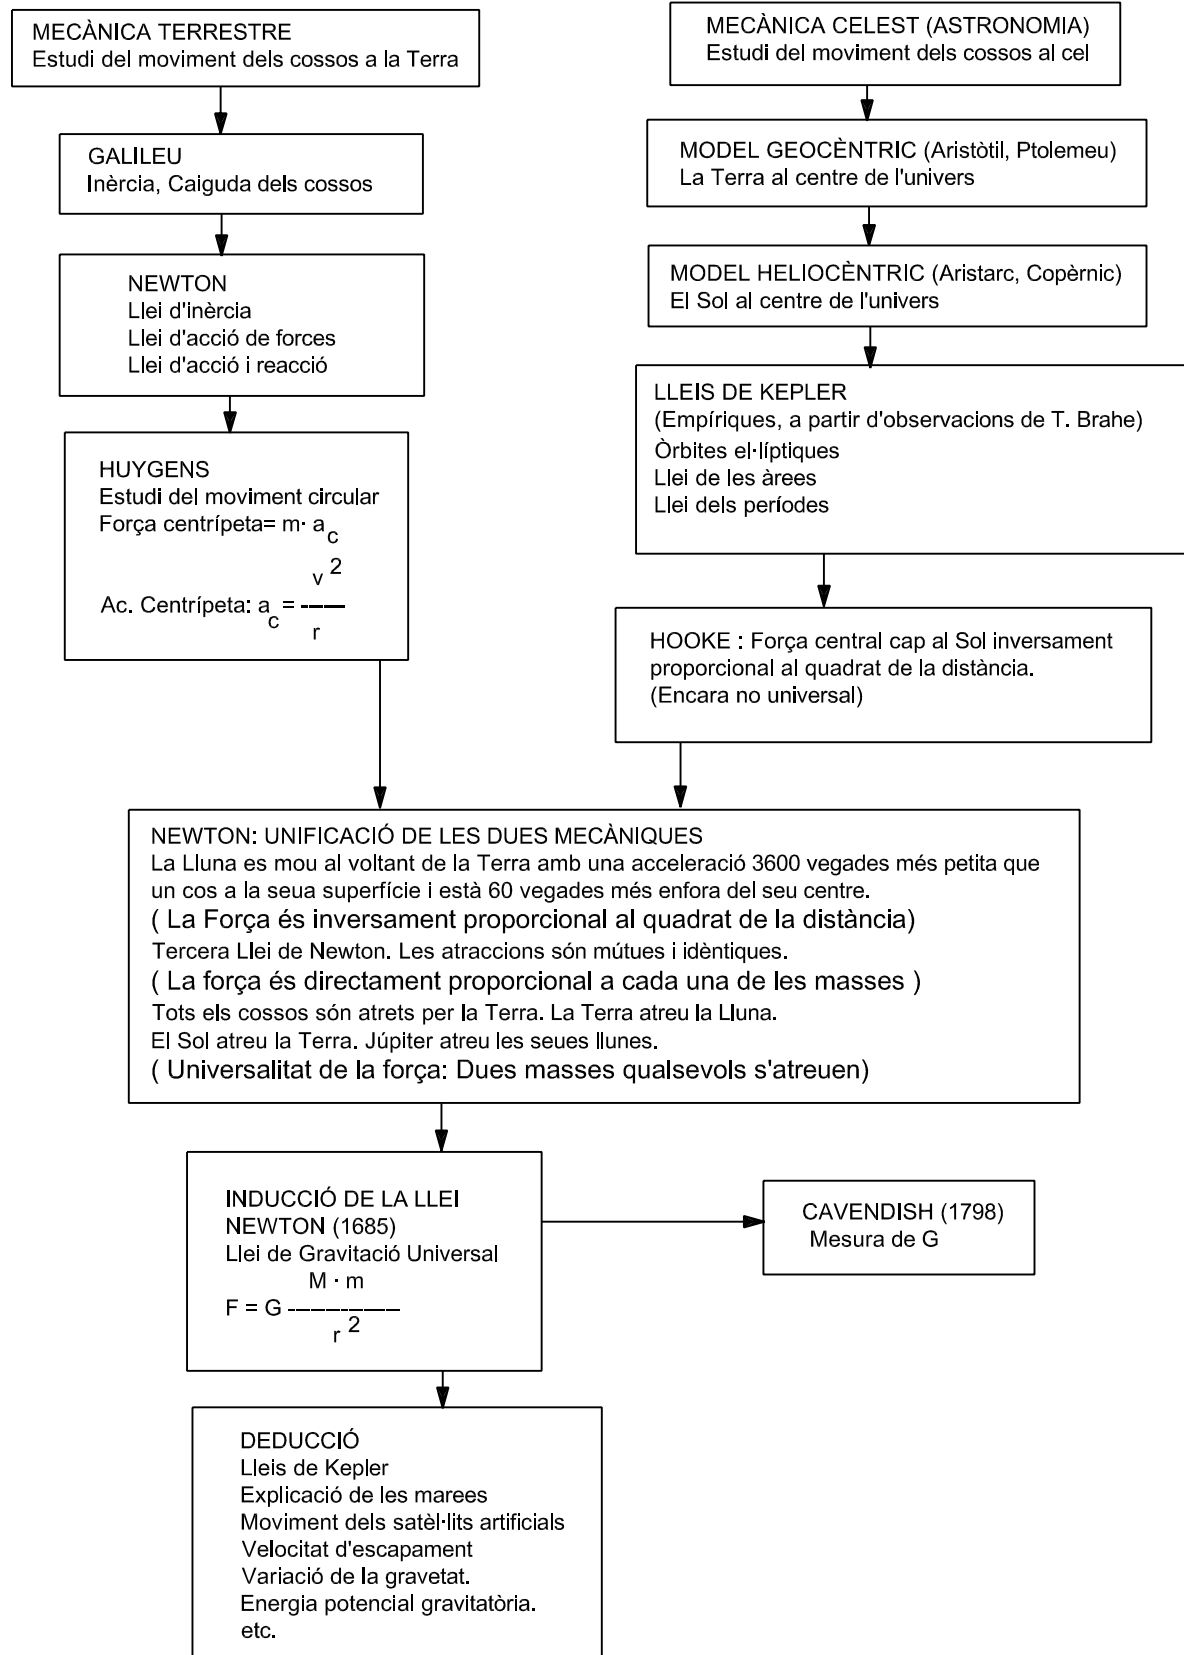 MECÀNICA TERRESTRE
Estudi del moviment dels cossos a la Terra
GALILEU
Inèrcia, Caiguda dels cossos
NEWTON
Llei d'inèrcia
Llei d'acció de forces
Llei d'acció i reacció
HUYGENS
Estudi del moviment circular
Força centrípeta= m· a c
v 2
Ac. Centrípeta: a c = -----
r
MECÀNICA CELEST (ASTRONOMIA)
Estudi del moviment dels cossos al cel
MODEL GEOCÈNTRIC (Aristòtil, Ptolemeu)
La Terra al centre de l'univers
MODEL HELIOCÈNTRIC (Aristarc, Copèrnic)
El Sol al centre de l'univers
LLEIS DE KEPLER
(Empíriques, a partir d'observacions de T. Brahe)
Òrbites el·líptiques
Llei de les àrees
Llei dels períodes
HOOKE : Força central cap al Sol inversament
proporcional al quadrat de la distància.
(Encara no universal)
NEWTON: UNIFICACIÓ DE LES DUES MECÀNIQUES
La Lluna es mou al voltant de la Terra amb una acceleració 3600 vegades més petita que
un cos a la seua superfície i està 60 vegades més enfora del seu centre.
( La Força és inversament proporcional al quadrat de la distància)
Tercera Llei de Newton. Les atraccions són mútues i idèntiques.
( La força és directament proporcional a cada una de les masses )
Tots els cossos són atrets per la Terra. La Terra atreu la Lluna.
El Sol atreu la Terra. Júpiter atreu les seues llunes.
( Universalitat de la força: Dues masses qualsevols s'atreuen)
INDUCCIÓ DE LA LLEI
NEWTON (1685)
Llei de Gravitació Universal
M · m
F = G ------------
r 2
CAVENDISH (1798)
Mesura de G
DEDUCCIÓ
Lleis de Kepler
Explicació de les marees
Moviment dels satèl·lits artificials
Velocitat d'escapament
Variació de la gravetat.
Energia potencial gravitatòria.
etc.